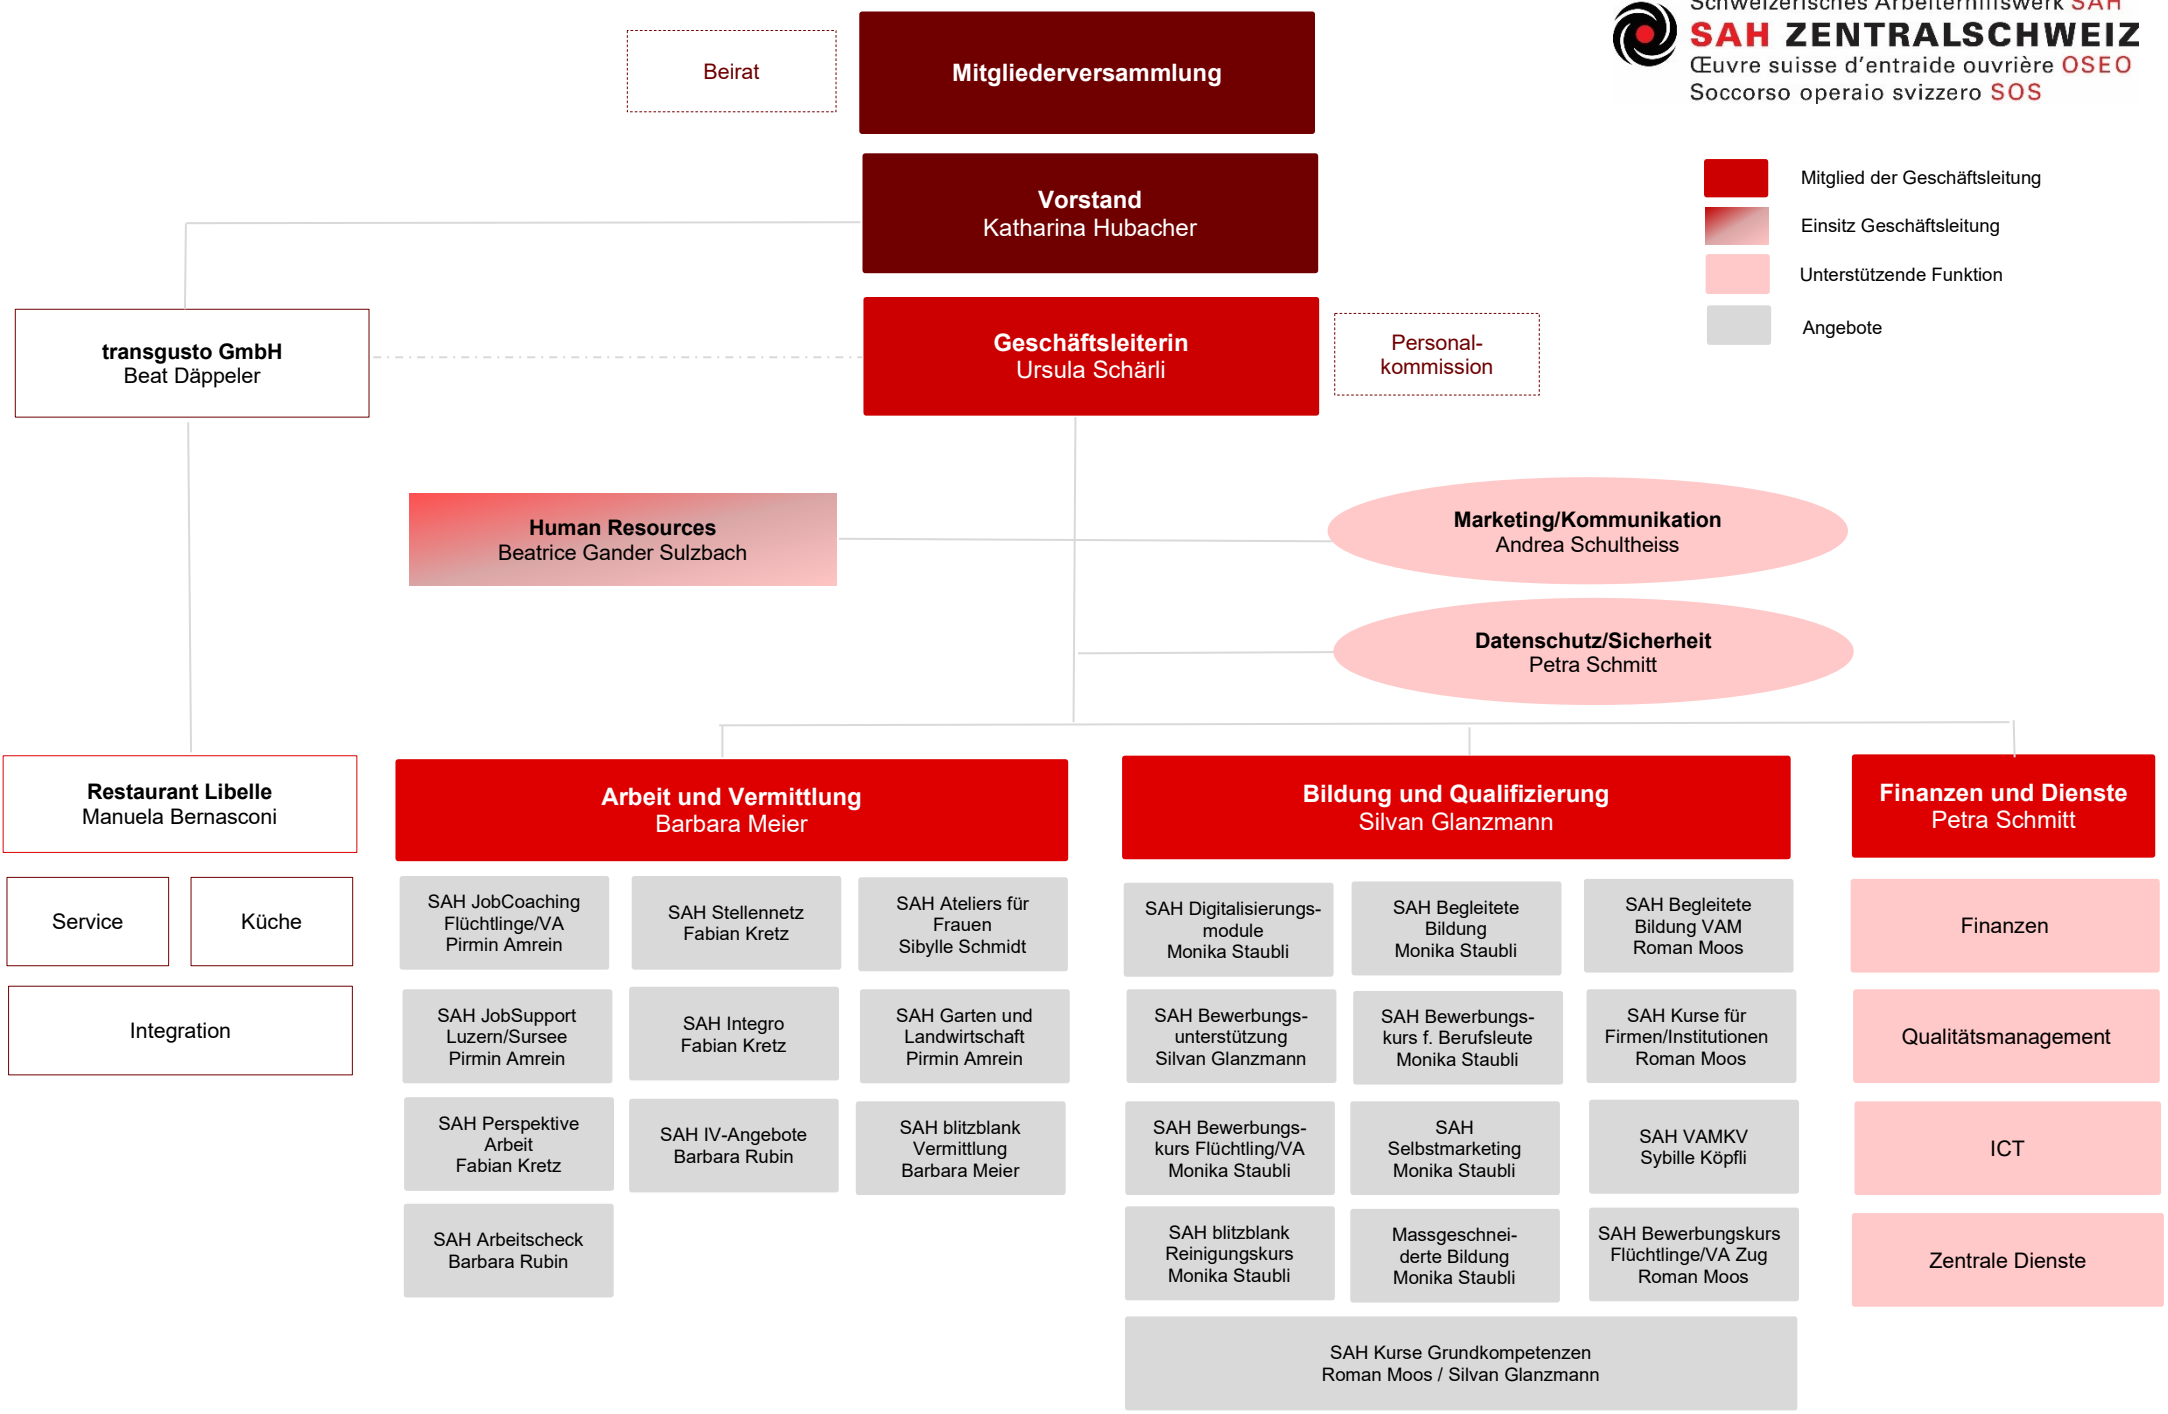 Schweizerisches Arbeiterhilfswerk SAH
SAH ZENTRALSCHWEIZ
Œuvre suisse d'entraide ouvrière OSEO
Soccorso operaio svizzero SOS
Beirat
Mitgliederversammlung
Vorstand
Katharina Hubacher
Mitglied der Geschäftsleitung
Einsitz Geschäftsleitung
Unterstützende Funktion
Angebote
transgusto GmbH
Beat Däppeler
Geschäftsleiterin
Ursula Schärli
Personal-
kommission
Human Resources
Beatrice Gander Sulzbach
Marketing/Kommunikation
Andrea Schultheiss
Datenschutz/Sicherheit
Petra Schmitt
Restaurant Libelle
Manuela Bernasconi
Service
Küche
Integration
Arbeit und Vermittlung
Barbara Meier
SAH JobCoaching
Flüchtlinge/VA
Pirmin Amrein
SAH Stellennetz
Fabian Kretz
SAH Ateliers für
Frauen
Sibylle Schmidt
SAH JobSupport
Luzern/Sursee
Pirmin Amrein
SAH Integro
Fabian Kretz
SAH Garten und
Landwirtschaft
Pirmin Amrein
SAH Perspektive
Arbeit
Fabian Kretz
SAH IV-Angebote
Barbara Rubin
SAH blitzblank
Vermittlung
Barbara Meier
SAH Arbeitscheck
Barbara Rubin
Bildung und Qualifizierung
Silvan Glanzmann
SAH Digitalisierungs-
module
Monika Staubli
SAH Begleitete
Bildung
Monika Staubli
SAH Begleitete
Bildung VAM
Roman Moos
SAH Bewerbungs-
unterstützung
Silvan Glanzmann
SAH Bewerbungs-
kurs f. Berufsleute
Monika Staubli
SAH Kurse für
Firmen/Institutionen
Roman Moos
SAH Bewerbungs-
kurs Flüchtling/VA
Monika Staubli
SAH
Selbstmarketing
Monika Staubli
SAH VAMKV
Sybille Köpfli
SAH blitzblank
Reinigungskurs
Monika Staubli
Massgeschnei-
derte Bildung
Monika Staubli
SAH Bewerbungskurs
Flüchtlinge/VA Zug
Roman Moos
SAH Kurse Grundkompetenzen
Roman Moos / Silvan Glanzmann
Finanzen und Dienste
Petra Schmitt
Finanzen
Qualitätsmanagement
ICT
Zentrale Dienste